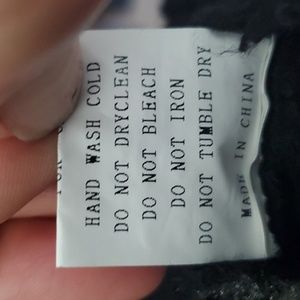 HAND WASH COLD
DO NOT DRYCLEAN
DO NOT BLEACH
DO NOT IRON
DO NOT TUMBLE DRY
MADE IN CHINA